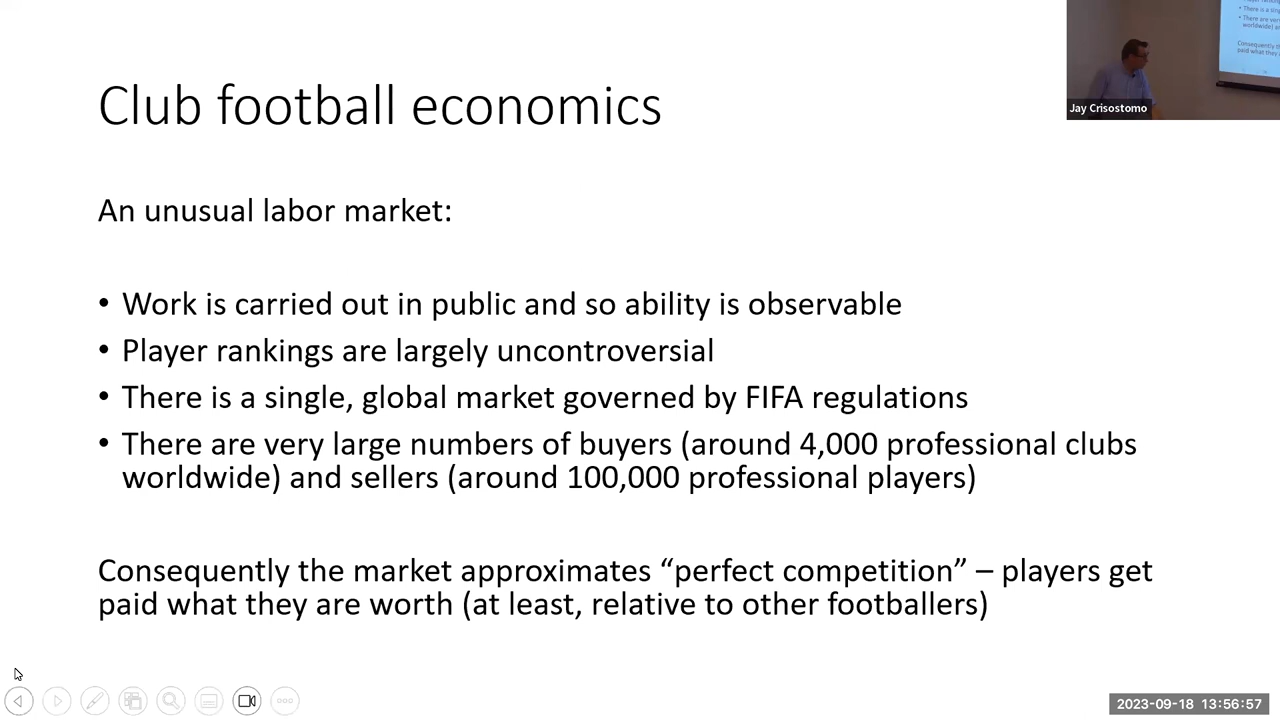 Club football economics
An unusual labor market:
• Work is carried out in public and so ability is observable
• Player rankings are largely uncontroversial
• There is a single, global market governed by FIFA regulations
• There are very large numbers of buyers (around 4,000 professional clubs
worldwide) and sellers (around 100,000 professional players)
Consequently the market approximates “perfect competition” – players get
paid what they are worth (at least, relative to other footballers)
Jay Crisostomo
2023-09-18 13:56:57